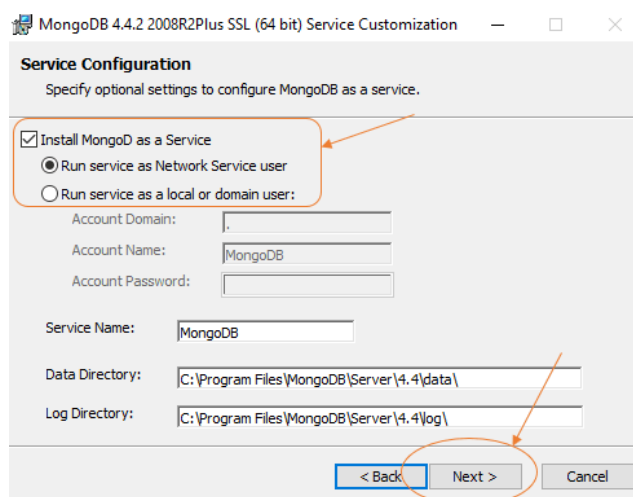 MongoDB 4.4.2 2008R2Plus SSL (64 bit) Service Customization
Service Configuration
Specify optional settings to configure MongoDB as a service.
Install MongoD as a Service
Run service as Network Service user
Run service as a local or domain user:
Account Domain: .
Account Name: MongoDB
Account Password:
Service Name: MongoDB
Data Directory: C:\Program Files\MongoDB\Server\4.4\data\
Log Directory: C:\Program Files\MongoDB\Server\4.4\log\
< Back Next > Cancel